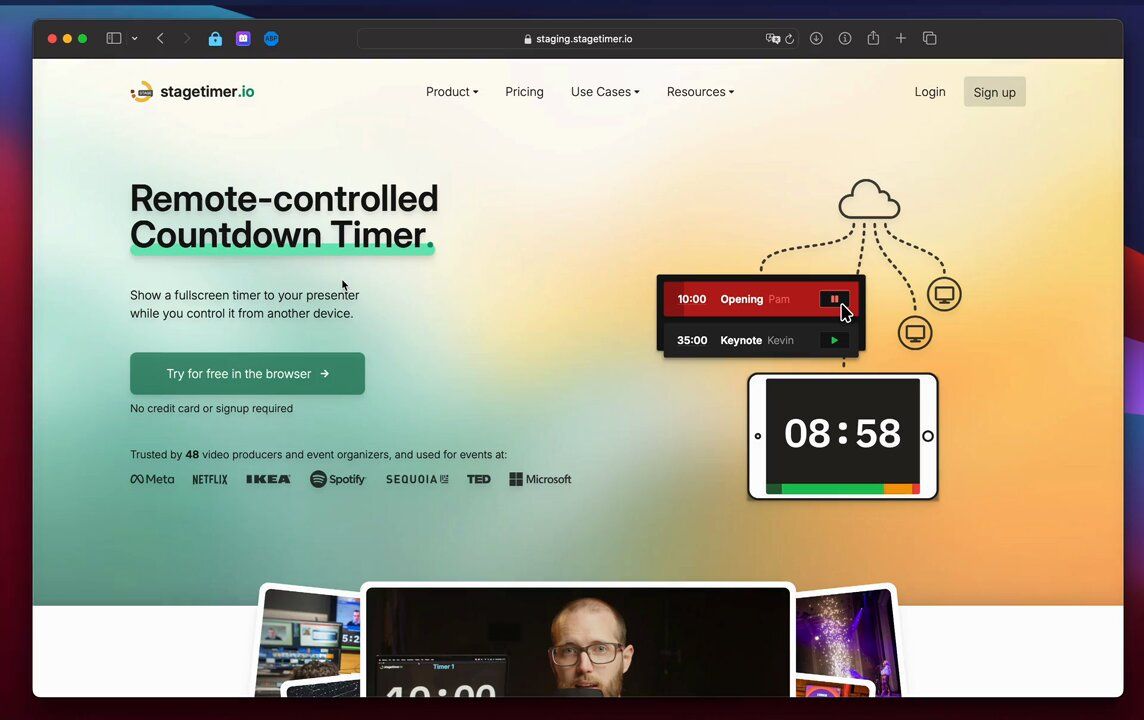 ABP
staging.stagetimer.io
STAGE
stagetimer.io
Product
Pricing
Use Cases
Resources
Login
Sign up
Remote-controlled
Countdown Timer.
Show a fullscreen timer to your presenter
while you control it from another device.
Try for free in the browser →
No credit card or signup required
Trusted by 48 video producers and event organizers, and used for events at:
Meta
NETFLIX
IKEA
Spotify
SEQUOIA
TED
Microsoft
10:00 Opening Pam
35:00 Keynote Kevin
08:58
5:2
Timer 1
10:00